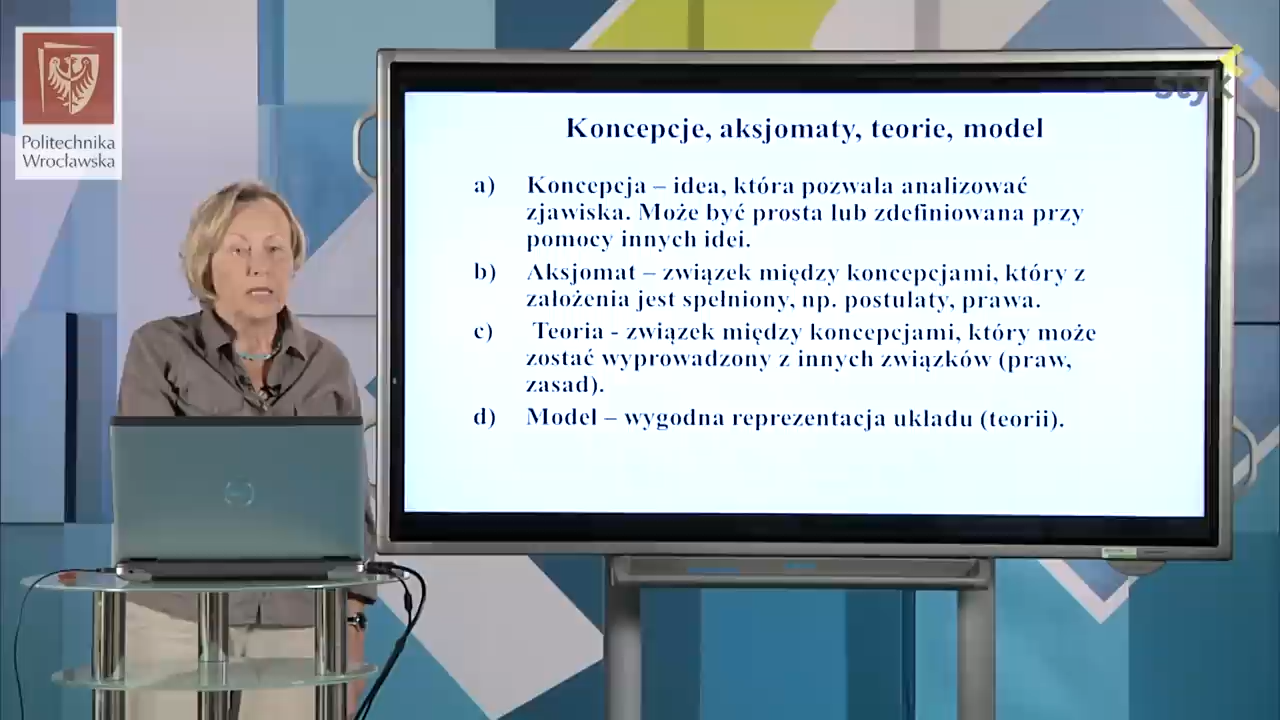 Politechnika
Wrocławska
Styk
Koncepcje, aksjomaty, teorie, model
a) Koncepcja – idea, która pozwala analizować
zjawiska. Może być prosta lub zdefiniowana przy
pomocy innych idei.
b) Aksjomat – związek między koncepcjami, który z
założenia jest spełniony, np. postulaty, prawa.
c) Teoria - związek między koncepcjami, który może
zostać wyprowadzony z innych związków (praw,
zasad).
d) Model – wygodna reprezentacja układu (teorii).
DELL